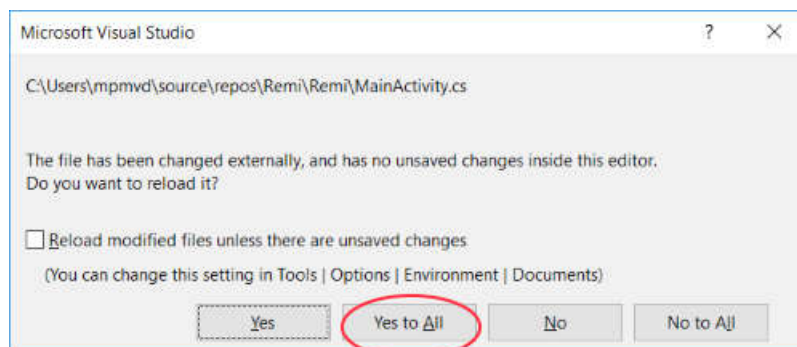 Microsoft Visual Studio
C:\Users\mpmvd\source\repos\Remi\Remi\MainActivity.cs
The file has been changed externally, and has no unsaved changes inside this editor.
Do you want to reload it?
Reload modified files unless there are unsaved changes
(You can change this setting in Tools | Options | Environment | Documents)
Yes Yes to All No No to All